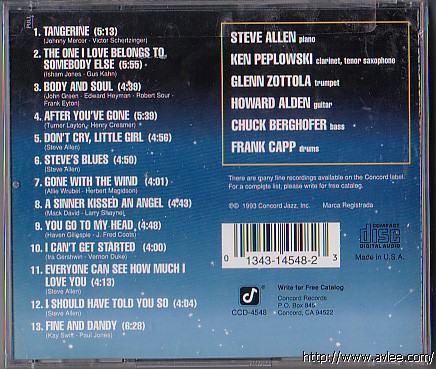 PULL
1. TANGERINE (5:13)
(Johnny Mercer - Victor Schertzinger)
2. THE ONE I LOVE BELONGS TO
SOMEBODY ELSE (5:55)
(Isham Jones - Gus Kahn)
3. BODY AND SOUL (4:39)
(John Green - Edward Heyman - Robert Sour -
Frank Eyton)
4. AFTER YOU'VE GONE (5:39)
(Turner Layton, Henry Creamer)
5. DON'T CRY, LITTLE GIRL (4:56)
(Steve Allen)
6. STEVE'S BLUES (4:50)
(Steve Allen)
7. GONE WITH THE WIND (4:01)
(Allie Wrubel - Herbert Magidson)
8. A SINNER KISSED AN ANGEL (4:43)
(Mack David - Larry Shayne)
9. YOU GO TO MY HEAD (4:48)
(Haven Gillespie - J. Fred Coots)
10. I CAN'T GET STARTED (4:00)
(Ira Gershwin - Vernon Duke)
11. EVERYONE CAN SEE HOW MUCH I
LOVE YOU (4:13)
(Steve Allen)
12. I SHOULD HAVE TOLD YOU SO (4:04)
(Steve Allen)
13. FINE AND DANDY (6:28)
(Kay Swift - Paul Jones)
STEVE ALLEN piano
KEN PEPLOWSKI clarinet, tenor saxophone
GLENN ZOTTOLA trumpet
HOWARD ALDEN guitar
CHUCK BERGHOFER bass
FRANK CAPP drums
There are many fine recordings available on the Concord label.
For a complete list, please write for free catalog.
©℗ 1993 Concord Jazz, Inc. Marca Registrada
COMPACT
disc
DIGITAL AUDIO
Made in U.S.A.
0 1343-14548-2 3
CCD-4548
Write for Free Catalog
Concord Records
P.O. Box 845
Concord, CA 94522
http://www.avlee.com